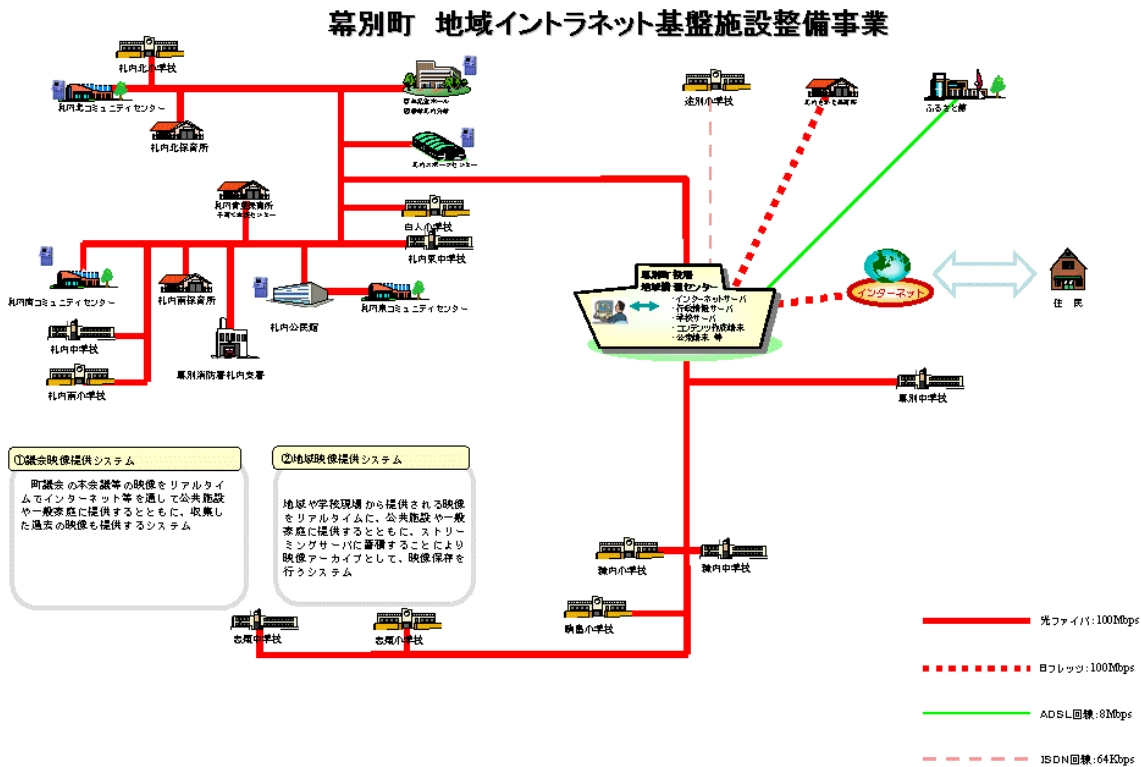 幕別町 地域イントラネット基盤施設整備事業
札内北小学校
札内北コミュニティセンター
札内北保育所
札内スポーツセンター
途別小学校
ふるさと館
札内青葉保育所
子育て支援センター
白人小学校
札内東中学校
札内南コミュニティセンター
札内南保育所
札内公民館
札内東コミュニティセンター
札内中学校
幕別消防署札内支署
札内南小学校
幕別町役場
地域情報センター
・インターネットサーバ
・行政情報サーバ
・学校サーバ
・コンテンツ作成端末
・公開端末 等
インターネット
住 民
幕別中学校
①議会映像提供システム
町議会の本会議等の映像をリアルタイ
ムでインターネット等を通して公共施設
や一般家庭に提供するとともに、収集し
た過去の映像も提供するシステム
②地域映像提供システム
地域や学校現場から提供される映像
をリアルタイムに、公共施設や一般
家庭に提供するとともに、ストリー
ミングサーバに蓄積することにより
映像アーカイブとして、映像保存を
行うシステム
糠内小学校
糠内中学校
駒畠小学校
忠類中学校
忠類小学校
光ファイバ:100Mbps
Bフレッツ:100Mbps
ADSL回線:8Mbps
ISDN回線:64Kbps